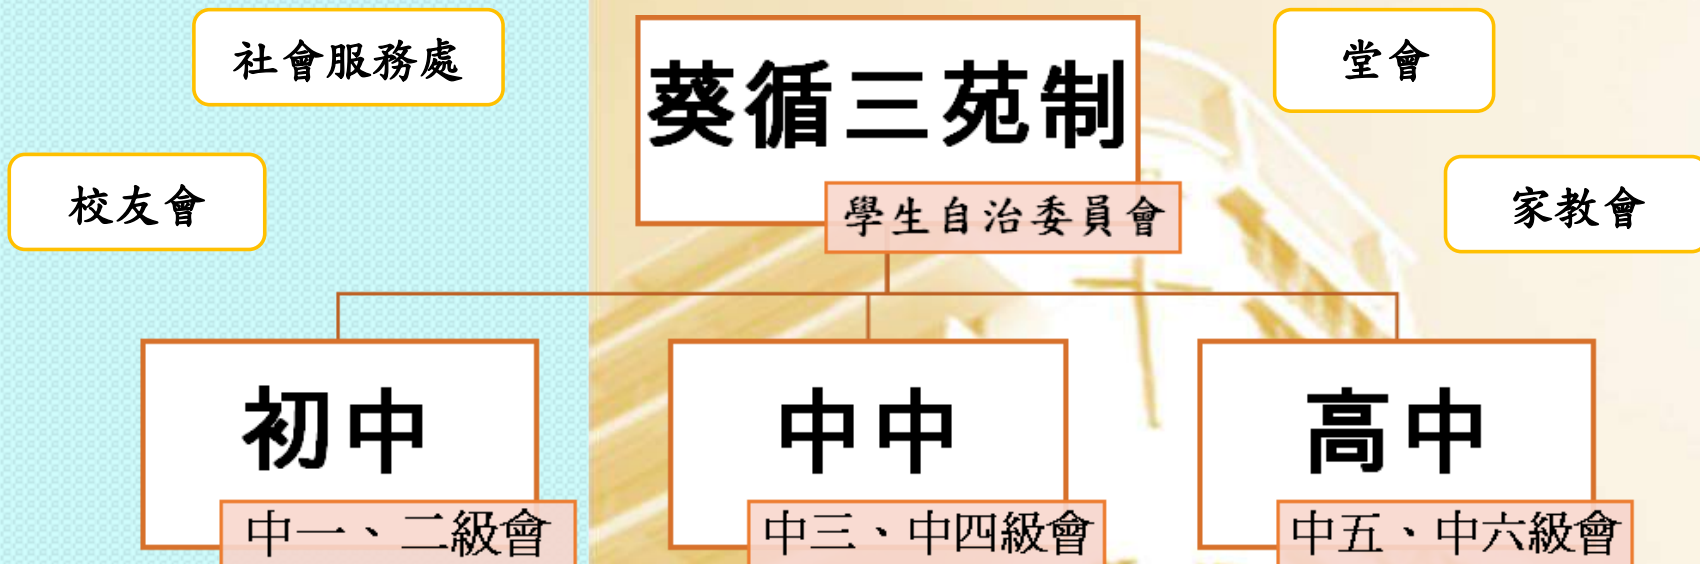 社會服務處
葵循三苑制
堂會
校友會
學生自治委員會
家教會
初中
中中
高中
中一、二級會
中三、中四級會
中五、中六級會